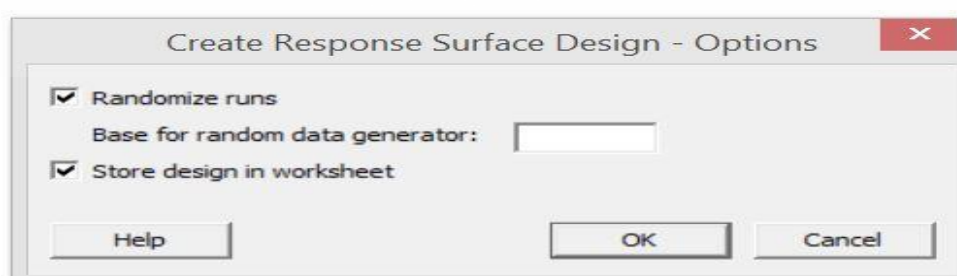 Create Response Surface Design - Options
Randomize runs
Base for random data generator:
Store design in worksheet
Help OK Cancel